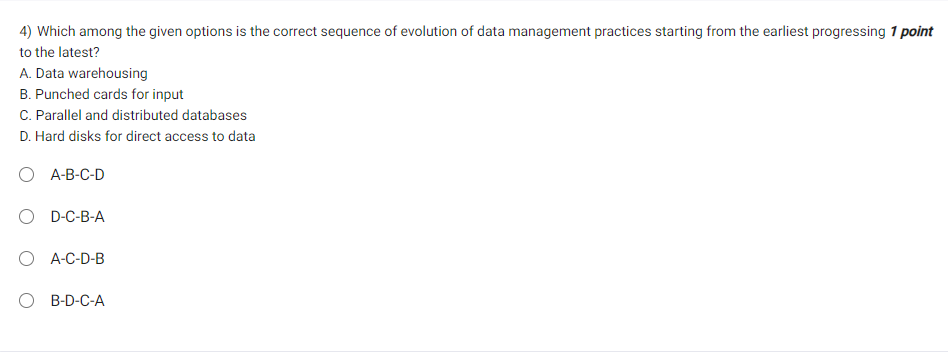 4) Which among the given options is the correct sequence of evolution of data management practices starting from the earliest progressing 1 point
to the latest?
A. Data warehousing
B. Punched cards for input
C. Parallel and distributed databases
D. Hard disks for direct access to data
A-B-C-D
D-C-B-A
A-C-D-B
B-D-C-A